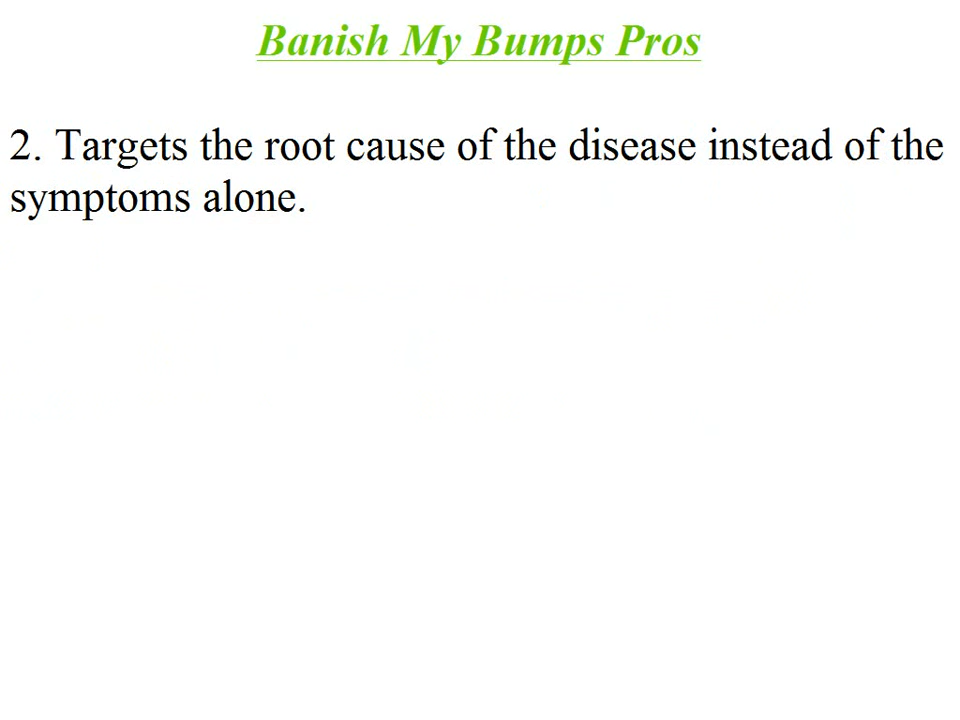 Banish My Bumps Pros
2. Targets the root cause of the disease instead of the
symptoms alone.